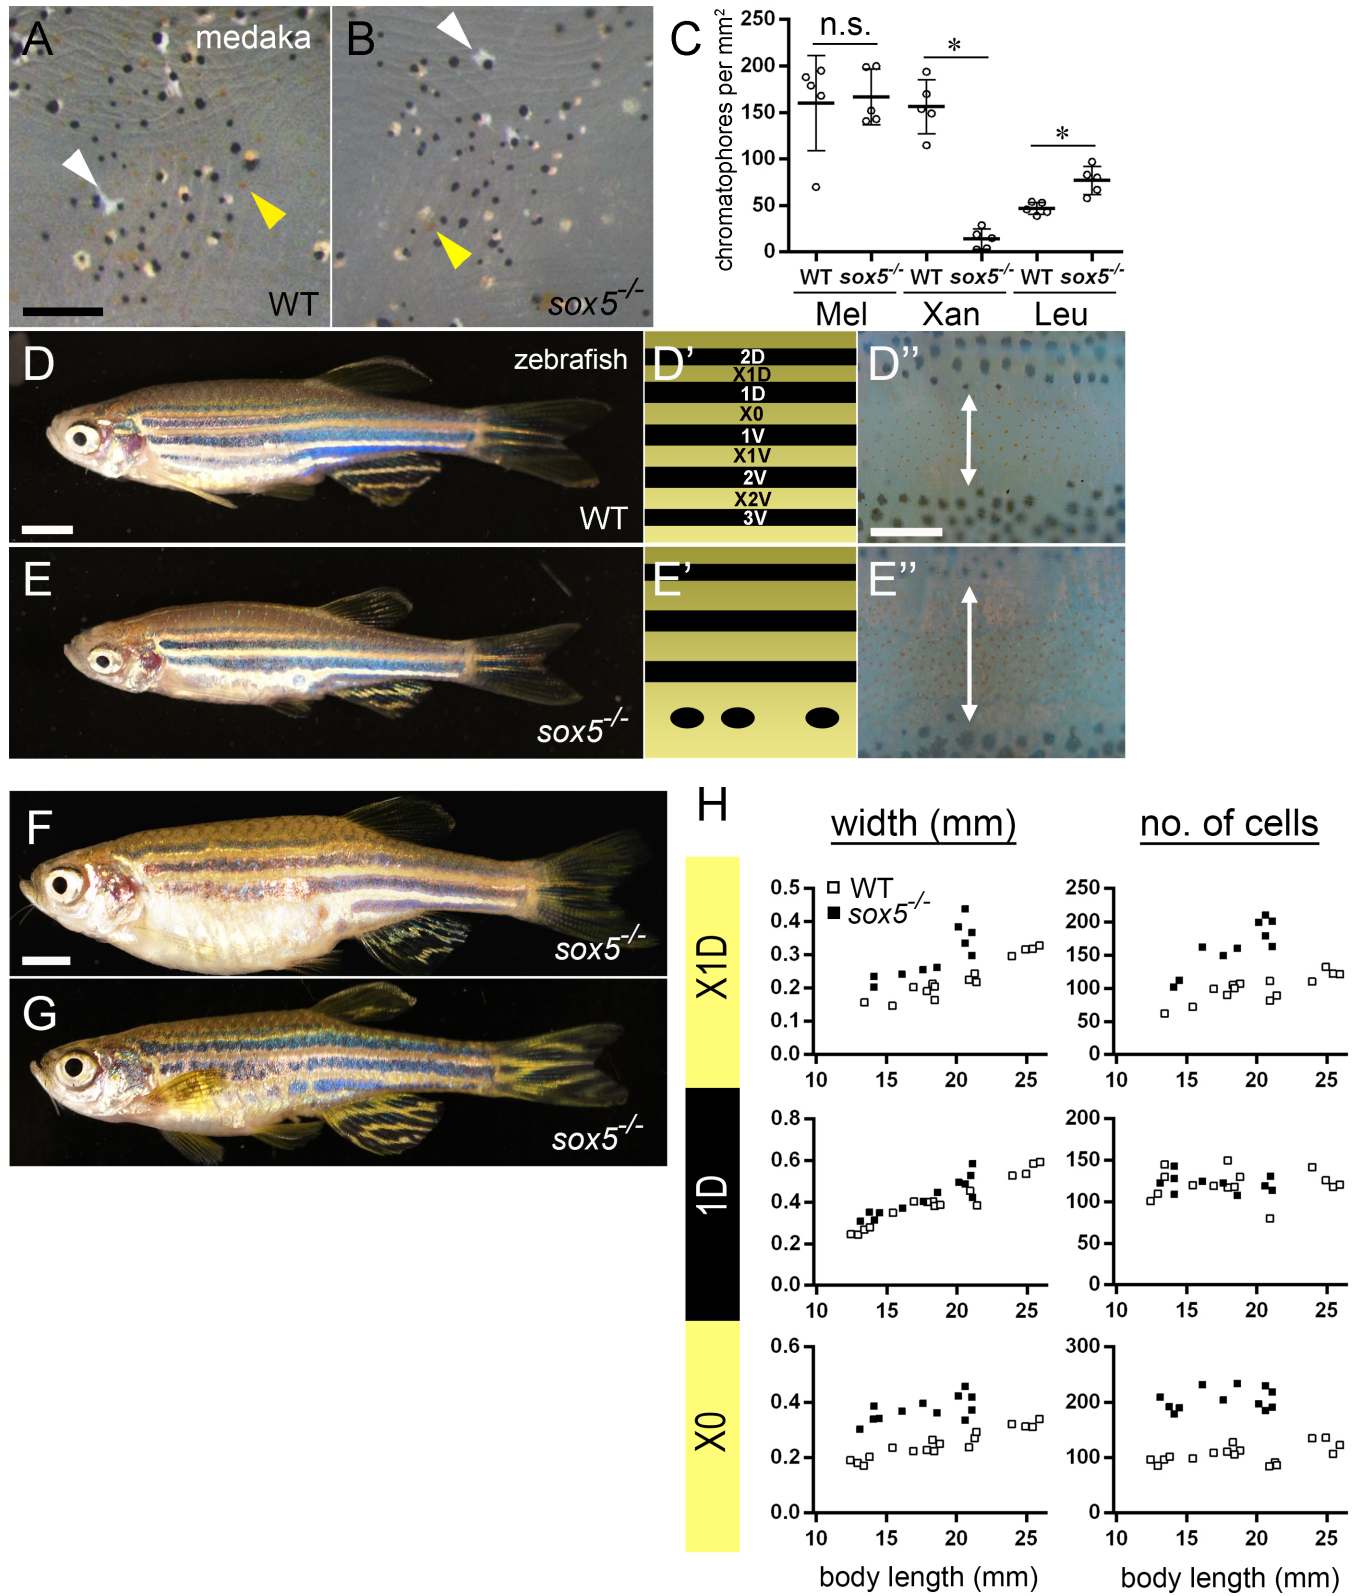 A
medaka
WT
B
sox5-/-
C
chromatophores per mm2
250
200
150
100
50
0
n.s.
*
*
WT sox5-/- WT sox5-/- WT sox5-/-
Mel Xan Leu
D
zebrafish
WT
D'
2D
X1D
1D
X0
1V
X1V
2V
X2V
3V
D''
E
sox5-/-
E'
E''
F
sox5-/-
G
sox5-/-
H
width (mm)
no. of cells
X1D
WT
sox5-/-
0.5
0.4
0.3
0.2
0.1
0.0
10 15 20 25
250
200
150
100
50
0
10 15 20 25
1D
0.8
0.6
0.4
0.2
0.0
10 15 20 25
200
150
100
50
0
10 15 20 25
X0
0.6
0.4
0.2
0.0
10 15 20 25
300
200
100
0
10 15 20 25
body length (mm)
body length (mm)